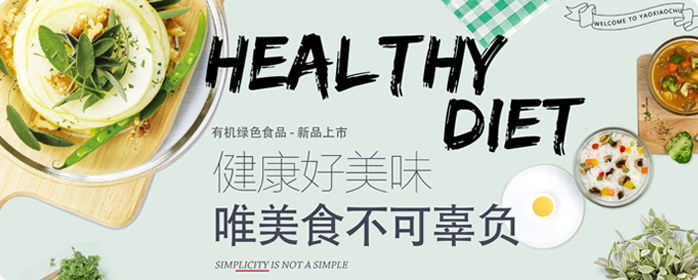 WELCOME TO YAOXIAOCHU
HEALTHY
DIET
有机绿色食品 - 新品上市
健康好美味
唯美食不可辜负
SIMPLICITY IS NOT A SIMPLE